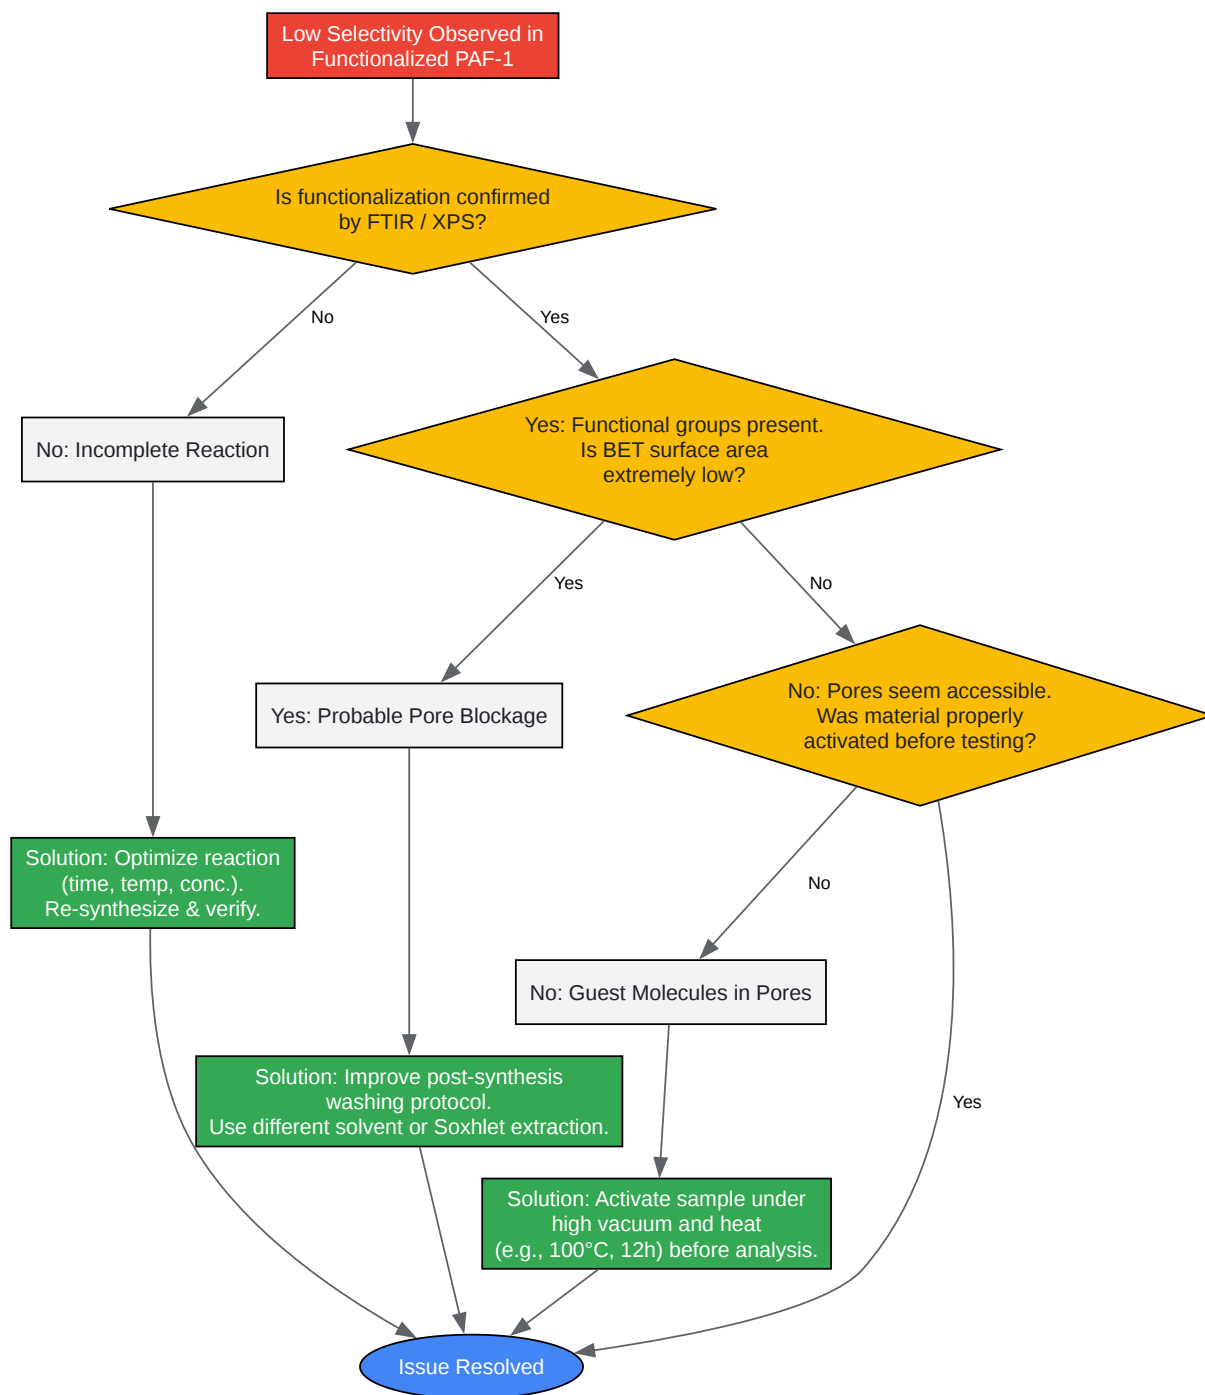 Low Selectivity Observed in
Functionalized PAF-1
Is functionalization confirmed
by FTIR / XPS?
No
Yes
No: Incomplete Reaction
Yes: Functional groups present.
Is BET surface area
extremely low?
Yes
No
Yes: Probable Pore Blockage
No: Pores seem accessible.
Was material properly
activated before testing?
Solution: Optimize reaction
(time, temp, conc.).
Re-synthesize & verify.
No
No: Guest Molecules in Pores
Solution: Improve post-synthesis
washing protocol.
Use different solvent or Soxhlet extraction.
Yes
Solution: Activate sample under
high vacuum and heat
(e.g., 100°C, 12h) before analysis.
Issue Resolved